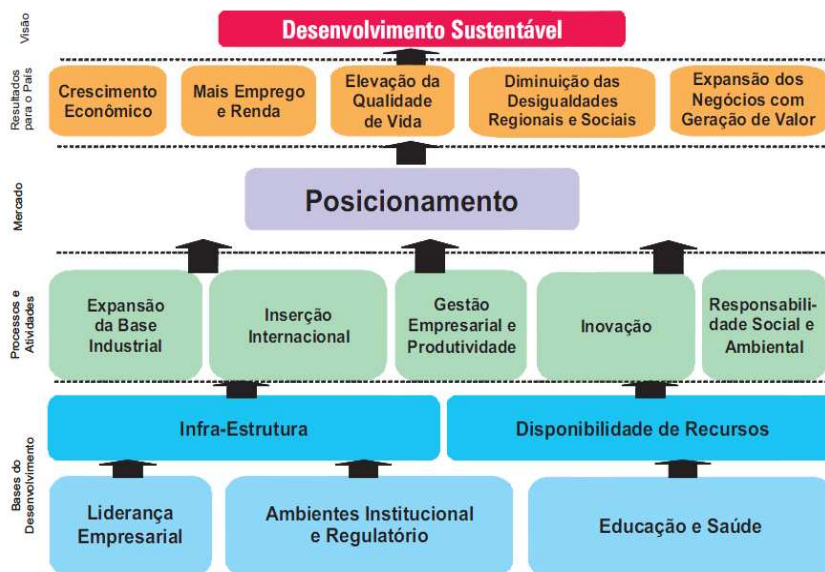 Visão
Desenvolvimento Sustentável
Resultados
para o País
Crescimento
Econômico
Mais Emprego
e Renda
Elevação da
Qualidade
de Vida
Diminuição das
Desigualdades
Regionais e Sociais
Expansão dos
Negócios com
Geração de Valor
Mercado
Posicionamento
Processos e
Atividades
Expansão
da Base
Industrial
Inserção
Internacional
Gestão
Empresarial e
Produtividade
Inovação
Responsabili-
dade Social e
Ambiental
Bases do
Desenvolvimento
Infra-Estrutura
Disponibilidade de Recursos
Liderança
Empresarial
Ambientes Institucional
e Regulatório
Educação e Saúde